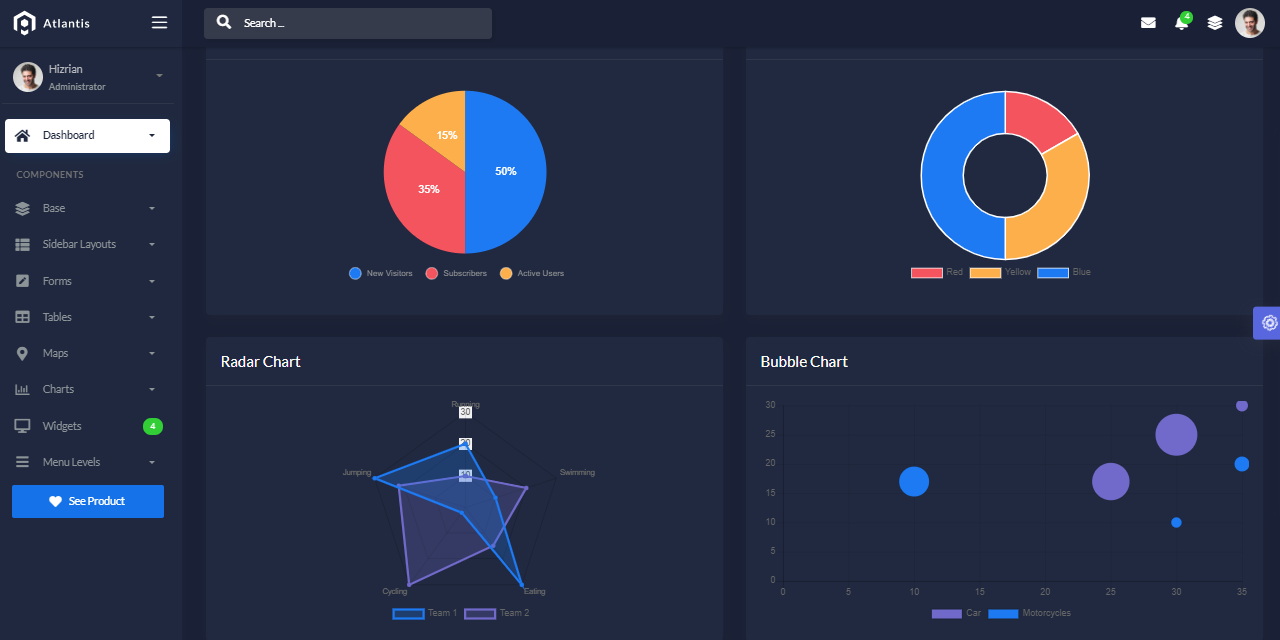 Atlantis
Search ...
4
Hizrian
Administrator
Dashboard
COMPONENTS
Base
Sidebar Layouts
Forms
Tables
Maps
Charts
Widgets
4
Menu Levels
See Product
15%
50%
35%
New Visitors Subscribers Active Users
Red Yellow Blue
Radar Chart
Running
30
20
10
Jumping
Swimming
Cycling
Eating
Team 1 Team 2
Bubble Chart
30
25
20
15
10
5
0
0 5 10 15 20 25 30 35
Car Motorcycles